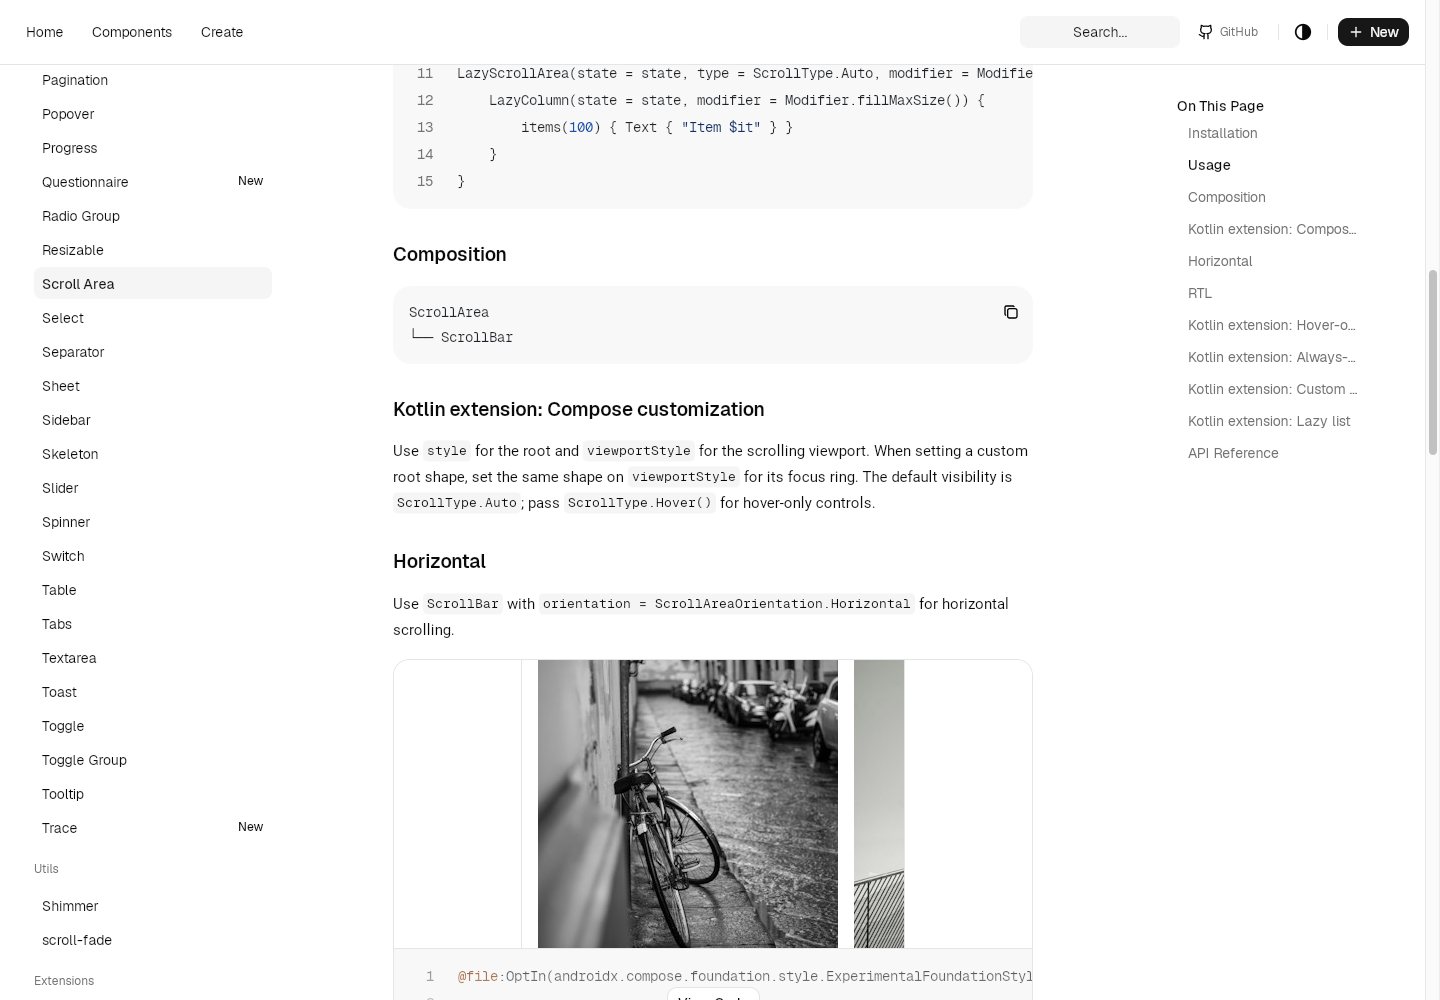 Home
Components
Create
Search...
GitHub
New
Pagination
Popover
Progress
Questionnaire New
Radio Group
Resizable
Scroll Area
Select
Separator
Sheet
Sidebar
Skeleton
Slider
Spinner
Switch
Table
Tabs
Textarea
Toast
Toggle
Toggle Group
Tooltip
Trace New
Utils
Shimmer
scroll-fade
Extensions
11 LazyScrollArea(state = state, type = ScrollType.Auto, modifier = Modifie
12 LazyColumn(state = state, modifier = Modifier.fillMaxSize()) {
13 items(100) { Text { "Item $it" } }
14 }
15 }
Composition
ScrollArea
└── ScrollBar
Kotlin extension: Compose customization
Use style for the root and viewportStyle for the scrolling viewport. When setting a custom
root shape, set the same shape on viewportStyle for its focus ring. The default visibility is
ScrollType.Auto; pass ScrollType.Hover() for hover-only controls.
Horizontal
Use ScrollBar with orientation = ScrollAreaOrientation.Horizontal for horizontal
scrolling.
1 @file:OptIn(androidx.compose.foundation.style.ExperimentalFoundationStyl
On This Page
Installation
Usage
Composition
Kotlin extension: Compos...
Horizontal
RTL
Kotlin extension: Hover-o...
Kotlin extension: Always-...
Kotlin extension: Custom ...
Kotlin extension: Lazy list
API Reference